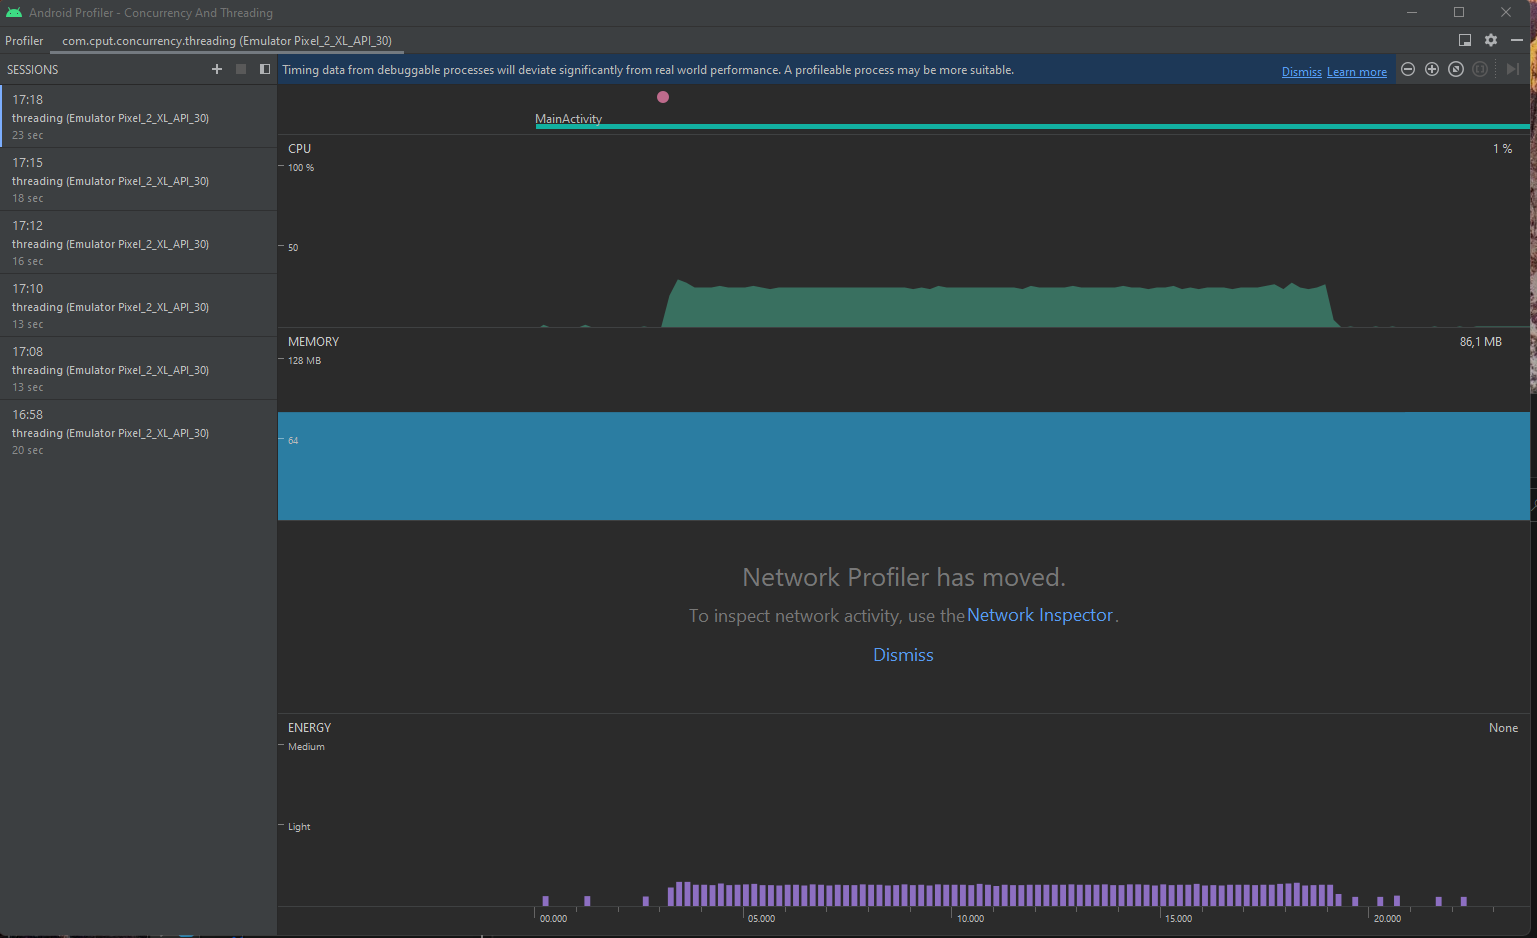 Android Profiler - Concurrency And Threading
Profiler com.cput.concurrency.threading (Emulator Pixel_2_XL_API_30)
SESSIONS
17:18
threading (Emulator Pixel_2_XL_API_30)
23 sec
17:15
threading (Emulator Pixel_2_XL_API_30)
18 sec
17:12
threading (Emulator Pixel_2_XL_API_30)
16 sec
17:10
threading (Emulator Pixel_2_XL_API_30)
13 sec
17:08
threading (Emulator Pixel_2_XL_API_30)
13 sec
16:58
threading (Emulator Pixel_2_XL_API_30)
20 sec
Timing data from debuggable processes will deviate significantly from real world performance. A profileable process may be more suitable. Dismiss Learn more
MainActivity
CPU 1 %
100 %
50
MEMORY 86,1 MB
128 MB
64
Network Profiler has moved.
To inspect network activity, use the Network Inspector.
Dismiss
ENERGY None
Medium
Light
00.000 05.000 10.000 15.000 20.000